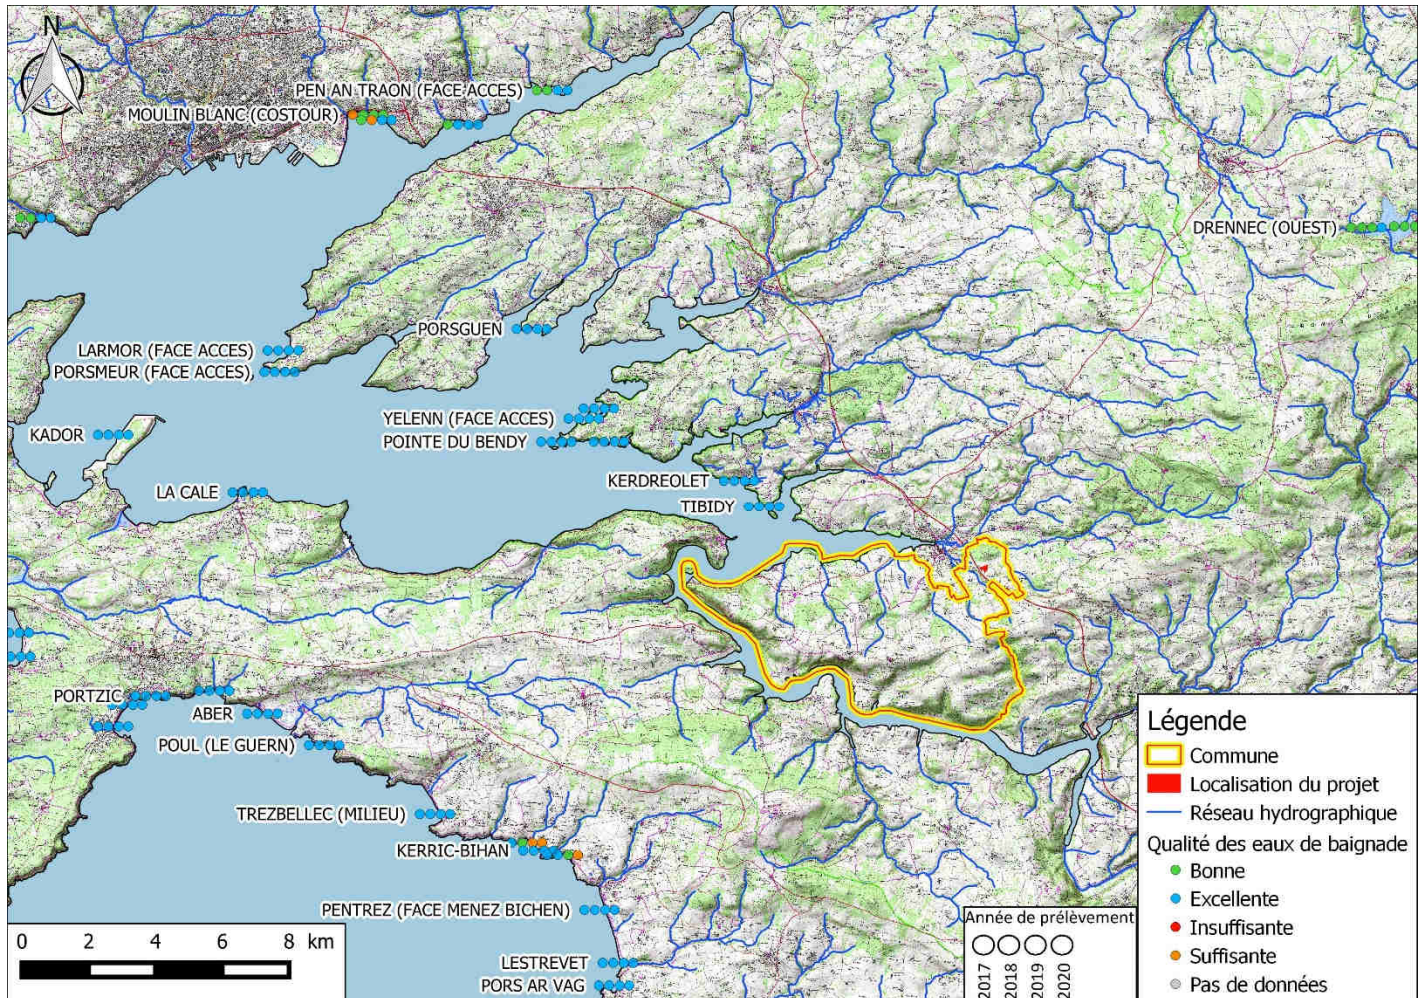 N
PEN AN TRAON (FACE ACCES)
MOULIN BLANC (COSTOUR)
DRENNEC (OUEST)
PORSGUEN
LARMOR (FACE ACCES)
PORSMEUR (FACE ACCES)
YELENN (FACE ACCES)
KADOR
POINTE DU BENDY
KERDREOLET
LA CALE
TIBIDY
PORTZIC
ABER
POUL (LE GUERN)
TREZBELLEC (MILIEU)
KERRIC-BIHAN
PENTREZ (FACE MENEZ BICHEN)
LESTREVET
PORS AR VAG
0 2 4 6 8 km
Année de prélèvement
2017 2018 2019 2020
Légende
Commune
Localisation du projet
Réseau hydrographique
Qualité des eaux de baignade
Bonne
Excellente
Insuffisante
Suffisante
Pas de données